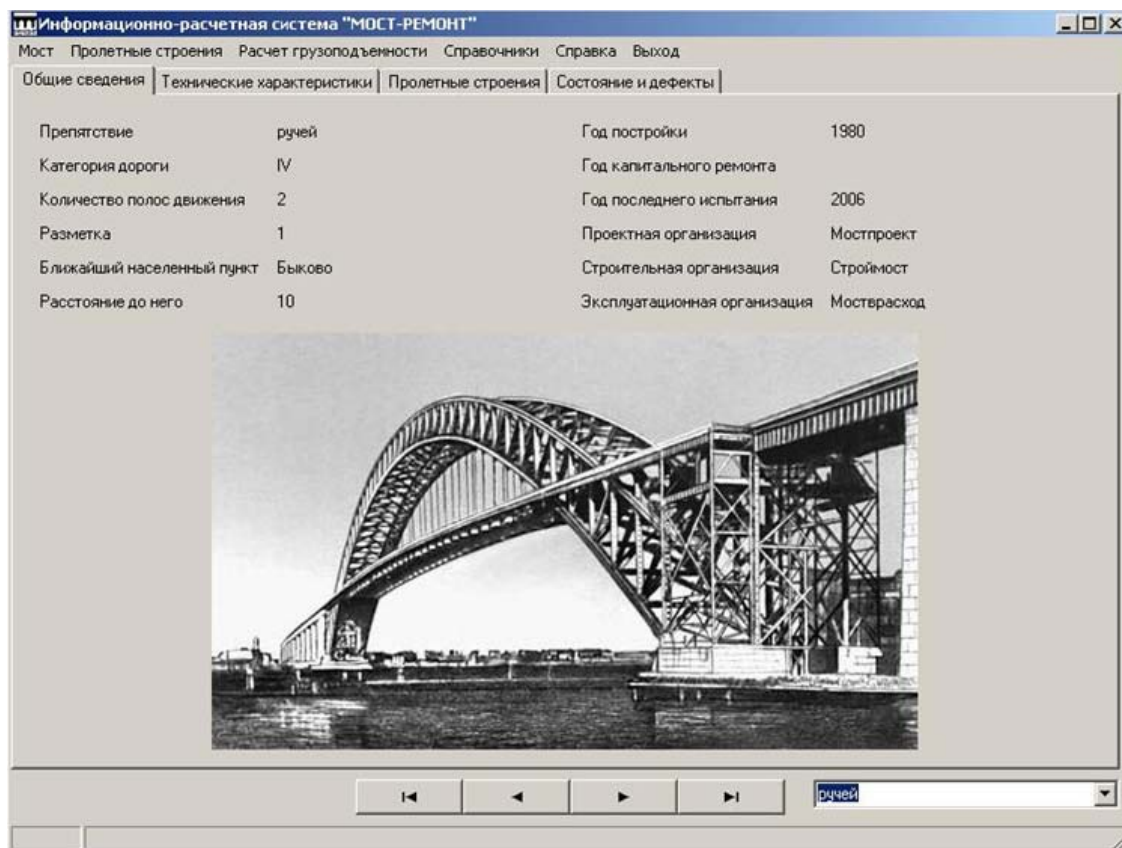 Информационно-расчетная система "МОСТ-РЕМОНТ"
Мост Пролетные строения Расчет грузоподъемности Справочники Справка Выход
Общие сведения Технические характеристики Пролетные строения Состояние и дефекты
Препятствие ручей Год постройки 1980
Категория дороги IV Год капитального ремонта
Количество полос движения 2 Год последнего испытания 2006
Разметка 1 Проектная организация Мостпроект
Ближайший населенный пункт Быково Строительная организация Строймост
Расстояние до него 10 Эксплуатационная организация Мостврасход
ручей